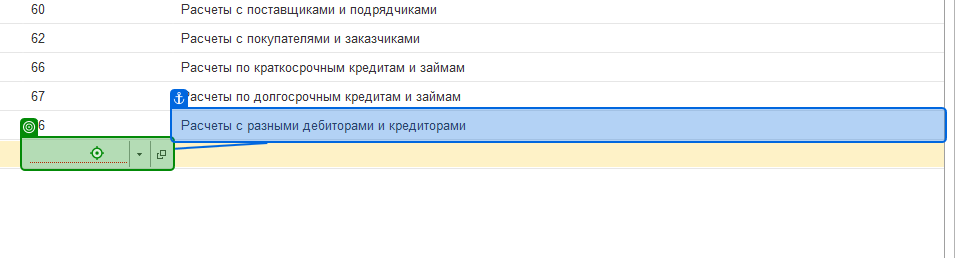 60 Расчеты с поставщиками и подрядчиками
62 Расчеты с покупателями и заказчиками
66 Расчеты по краткосрочным кредитам и займам
67 Расчеты по долгосрочным кредитам и займам
6 Расчеты с разными дебиторами и кредиторами